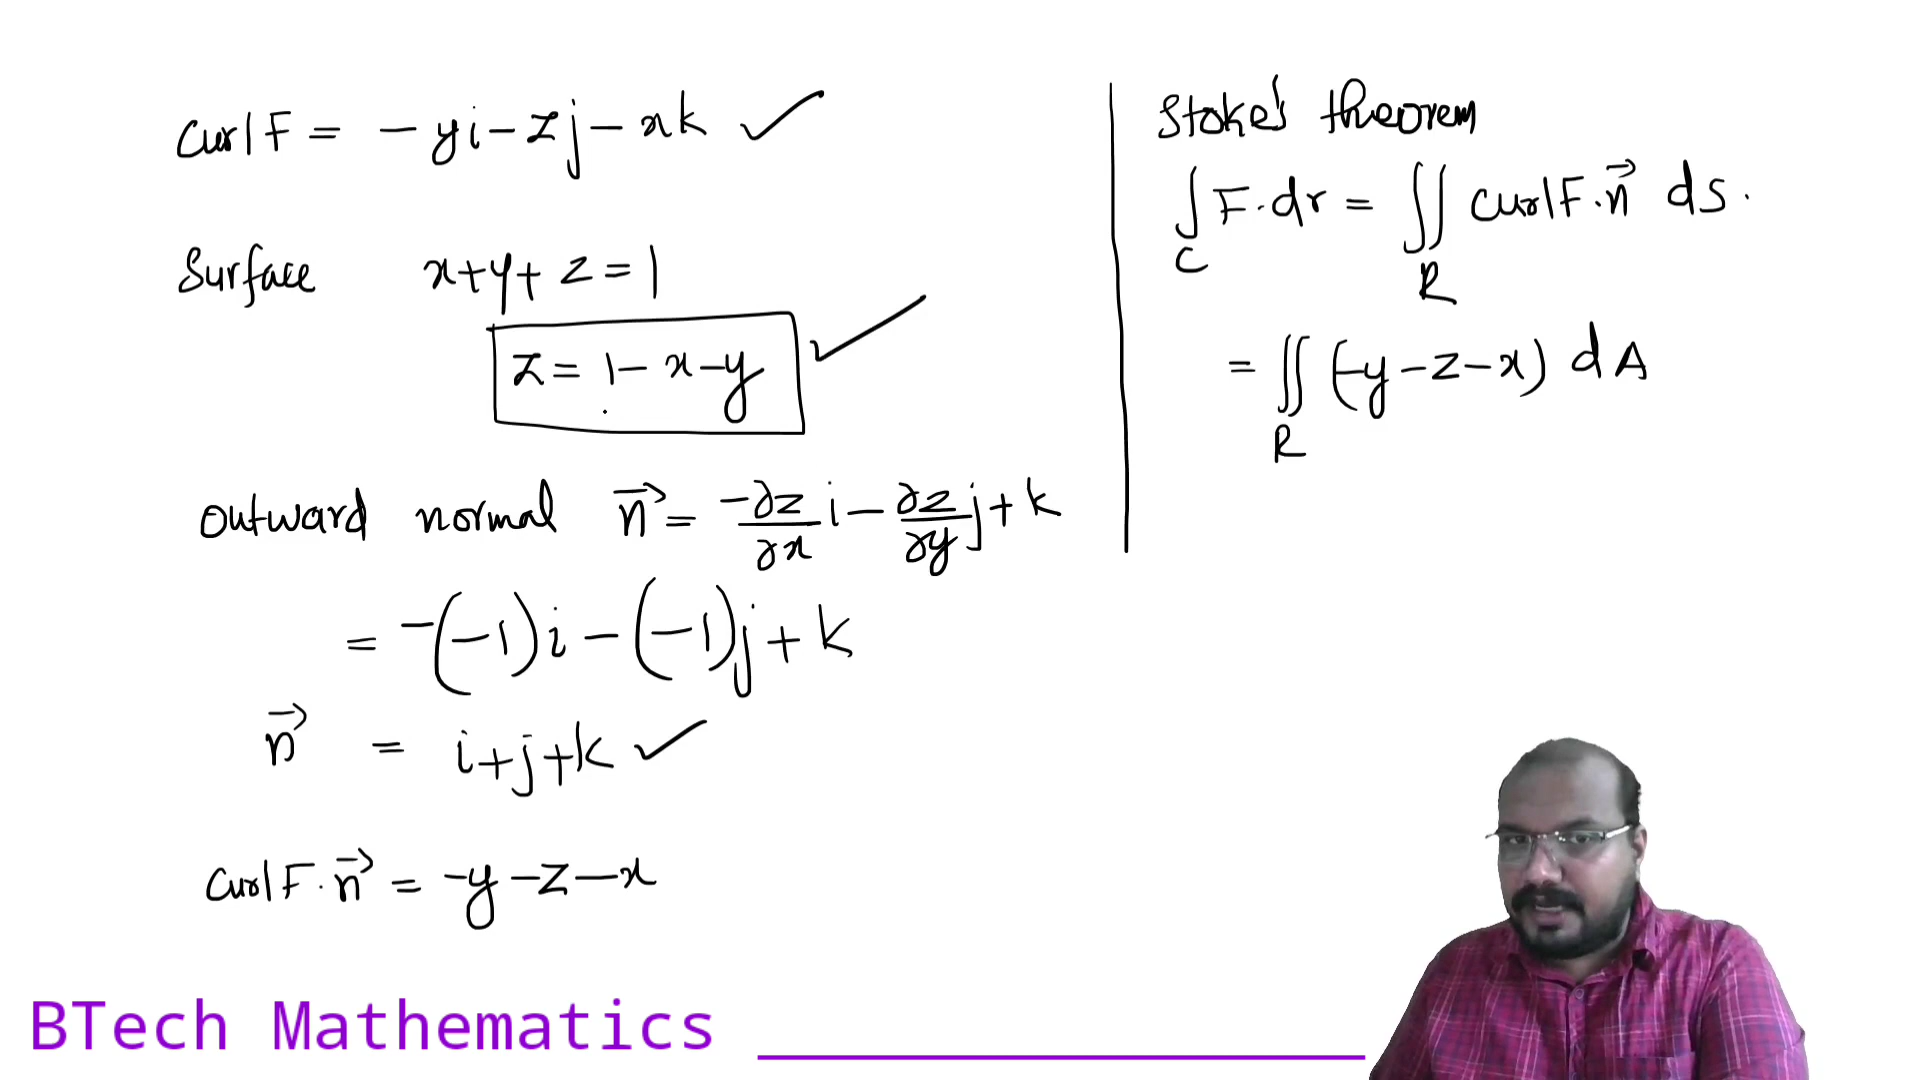 Curl F = - yi - zj - xk ✓
Surface x+y+ z = 1
z = 1 - x - y ✓
outward normal n⃗ = -∂z/∂x i - ∂z/∂y j + k
= -(-1)i - (-1)j + k
n⃗ = i+j+k ✓
Curl F. n⃗ = -y - z - x
Stoke's theorem
∫_C F. dr = ∬_R curl F. n⃗ ds.
= ∬_R (-y - z - x) dA
BTech Mathematics